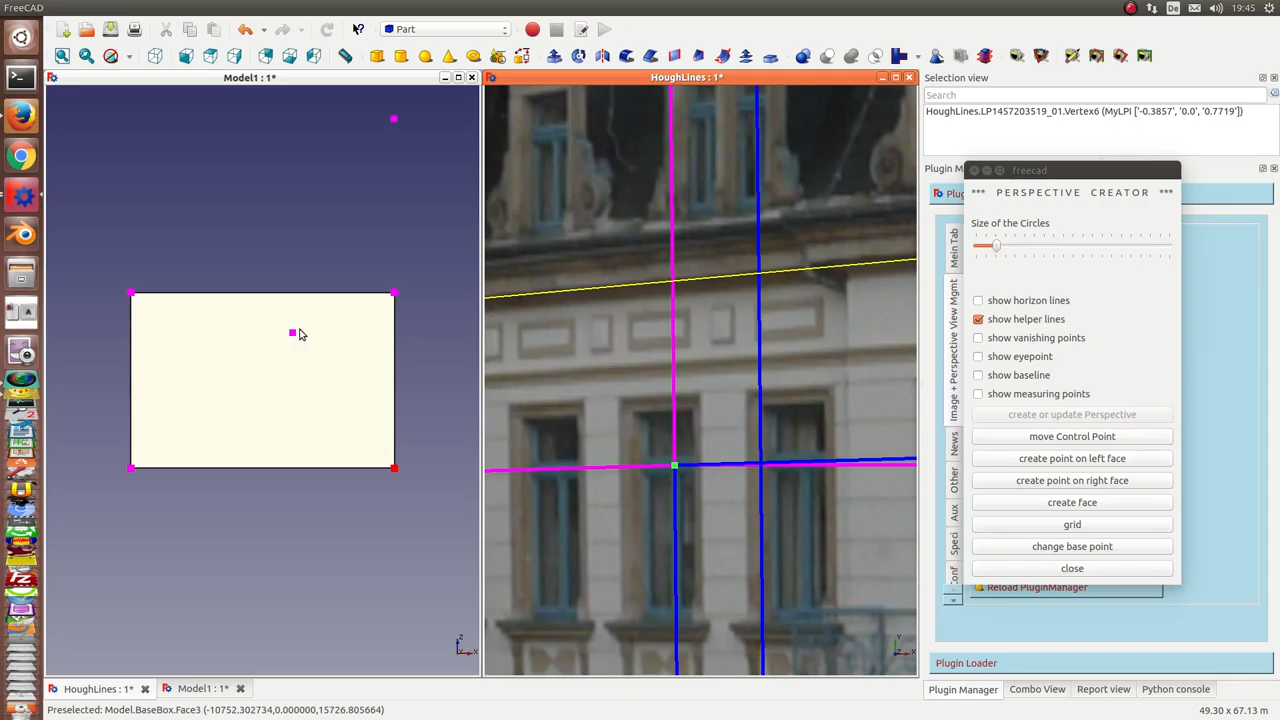 FreeCAD
De
19:45
Part
Model1 : 1*
HoughLines : 1*
Selection view
Search
HoughLines.LP1457203519_01.Vertex6 (MyLPI ['-0.3857', '0.0', '0.7719'])
freecad
*** PERSPECTIVE CREATOR ***
Size of the Circles
show horizon lines
show helper lines
show vanishing points
show eyepoint
show baseline
show measuring points
create or update Perspective
move Control Point
create point on left face
create point on right face
create face
grid
change base point
close
Mein Tab
Image + Perspective View Mgmt
News
Other
Aux
Sped
Conf
Reload PluginManager
Plugin Loader
Plugin Manager
Combo View
Report view
Python console
HoughLines : 1*
Model1 : 1*
Preselected: Model.BaseBox.Face3 (-10752.302734,0.000000,15726.805664)
49.30 x 67.13 m